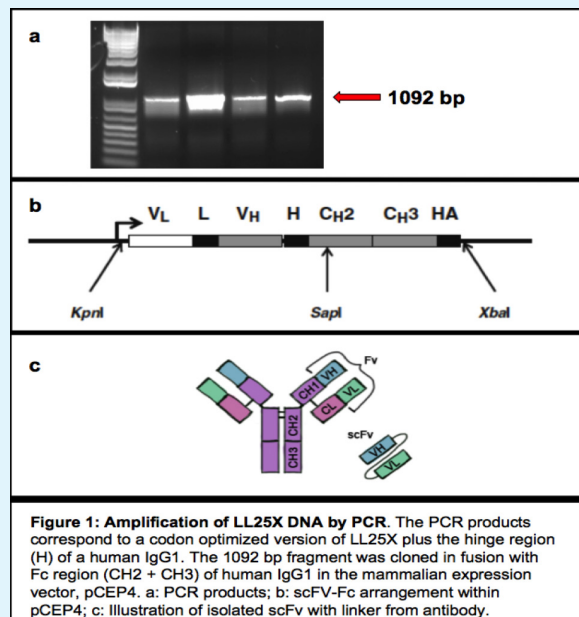 a
1092 bp
b
VL L VH H CH2 CH3 HA
KpnI SapI XbaI
c
Fv
CH1 VH
CL VL
scFv
CH2
CH3
VH
VL
Figure 1: Amplification of LL25X DNA by PCR. The PCR products
correspond to a codon optimized version of LL25X plus the hinge region
(H) of a human IgG1. The 1092 bp fragment was cloned in fusion with
Fc region (CH2 + CH3) of human IgG1 in the mammalian expression
vector, pCEP4. a: PCR products; b: scFV-Fc arrangement within
pCEP4; c: Illustration of isolated scFv with linker from antibody.